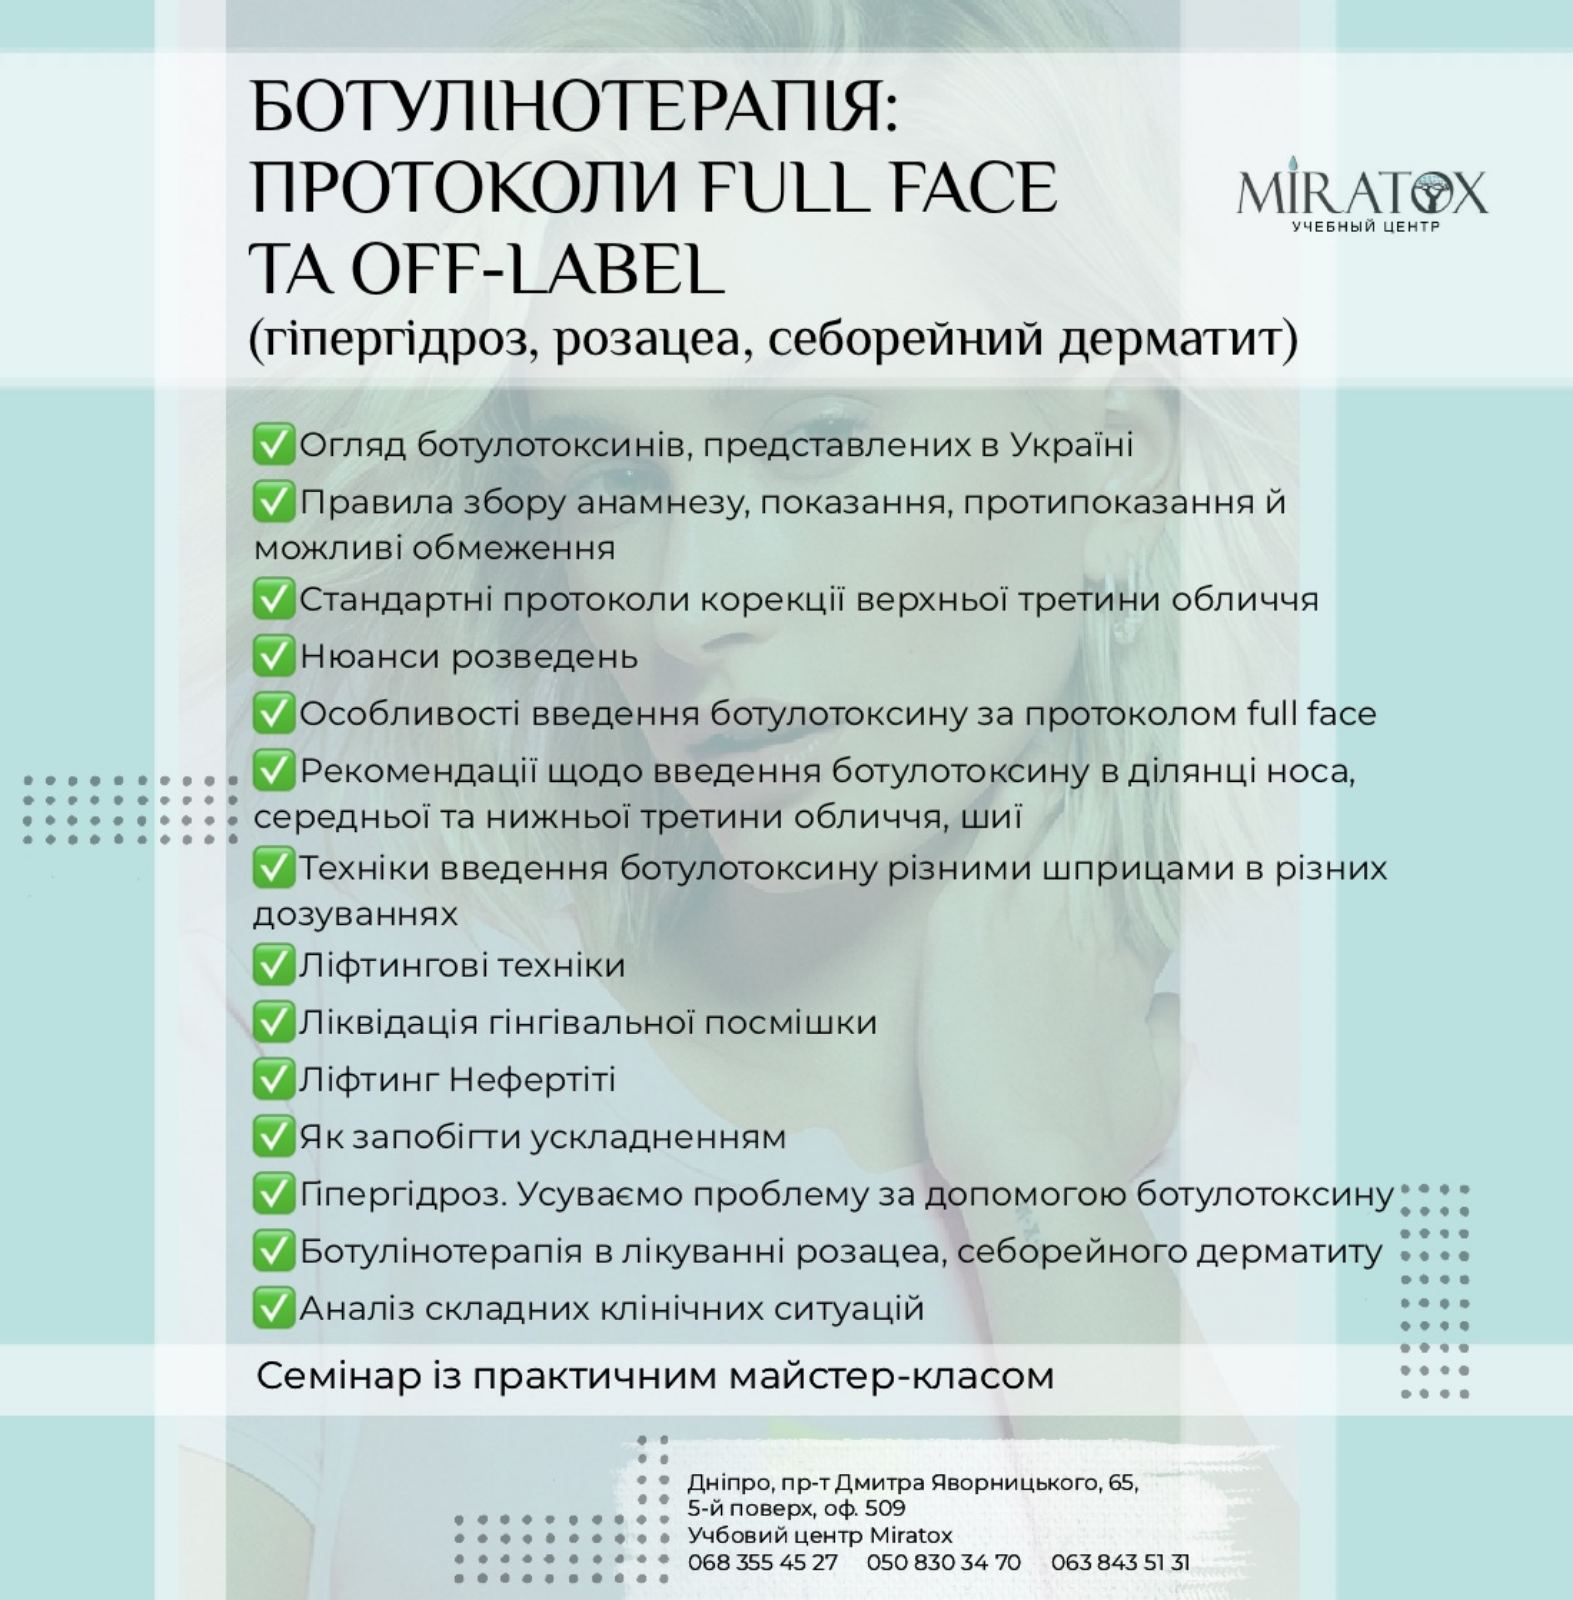 БОТУЛІНОТЕРАПІЯ:
ПРОТОКОЛИ FULL FACE
ТА OFF-LABEL
(гіпергідроз, розацеа, себорейний дерматит)
MIRATOX
УЧЕБНЫЙ ЦЕНТР
✅Огляд ботулотоксинів, представлених в Україні
✅Правила збору анамнезу, показання, протипоказання й
можливі обмеження
✅Стандартні протоколи корекції верхньої третини обличчя
✅Нюанси розведень
✅Особливості введення ботулотоксину за протоколом full face
✅Рекомендації щодо введення ботулотоксину в ділянці носа,
середньої та нижньої третини обличчя, шиї
✅Техніки введення ботулотоксину різними шприцами в різних
дозуваннях
✅Ліфтингові техніки
✅Ліквідація гінгівальної посмішки
✅Ліфтинг Нефертіті
✅Як запобігти ускладненням
✅Гіпергідроз. Усуваємо проблему за допомогою ботулотоксину
✅Ботулінотерапія в лікуванні розацеа, себорейного дерматиту
✅Аналіз складних клінічних ситуацій
Семінар із практичним майстер-класом
Дніпро, пр-т Дмитра Яворницького, 65,
5-й поверх, оф. 509
Учбовий центр Miratox
068 355 45 27 050 830 34 70 063 843 51 31